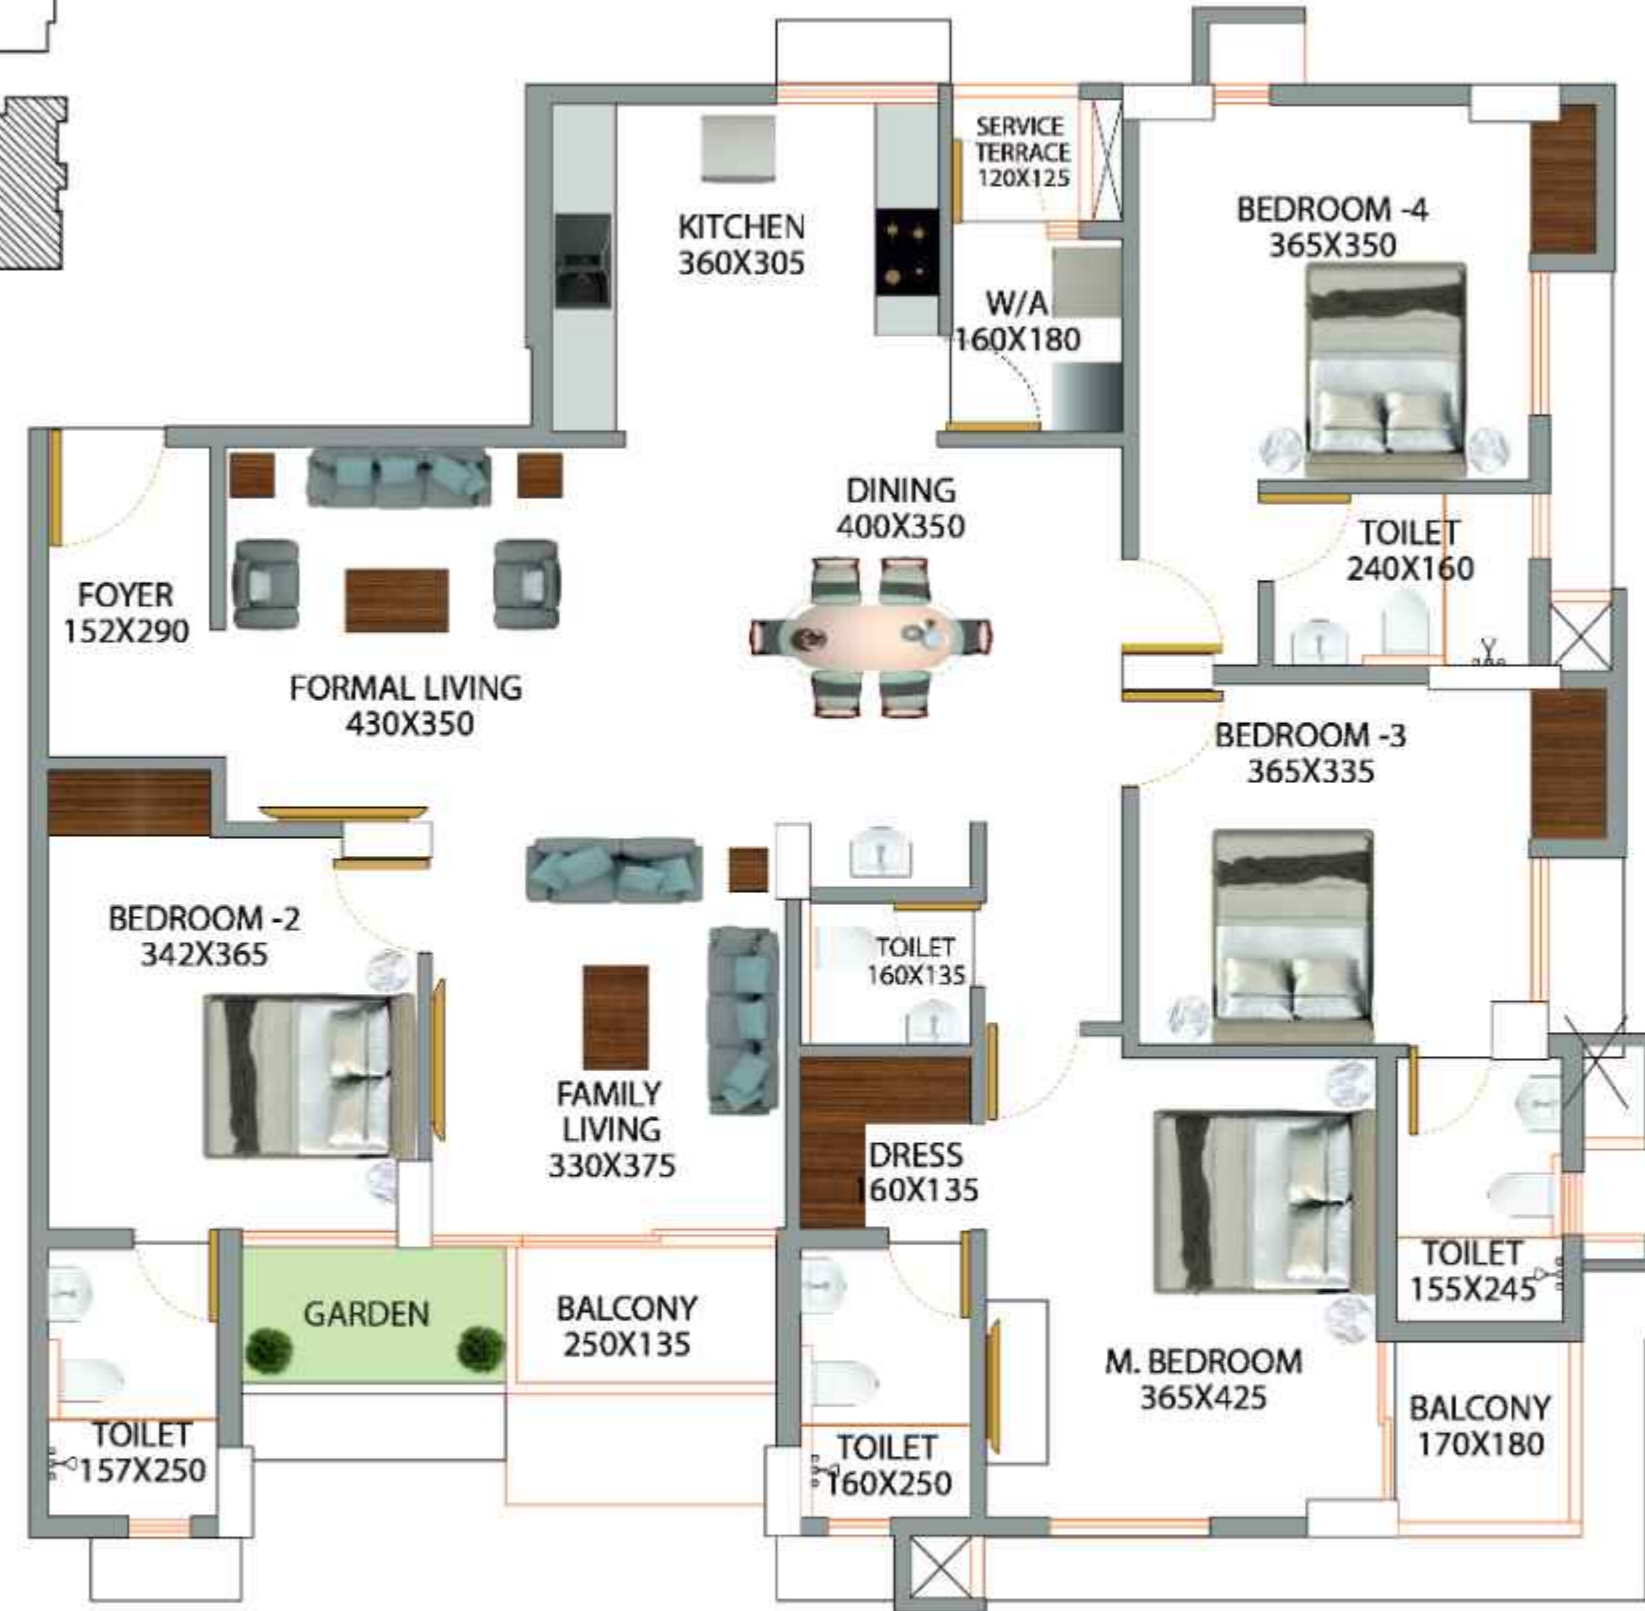 SERVICE
TERRACE
120X125
KITCHEN
360X305
BEDROOM -4
365X350
W/A
160X180
DINING
400X350
TOILET
240X160
FOYER
152X290
FORMAL LIVING
430X350
BEDROOM -3
365X335
BEDROOM -2
342X365
TOILET
160X135
FAMILY
LIVING
330X375
DRESS
160X135
TOILET
155X245
GARDEN
BALCONY
250X135
M. BEDROOM
365X425
BALCONY
170X180
TOILET
157X250
TOILET
160X250